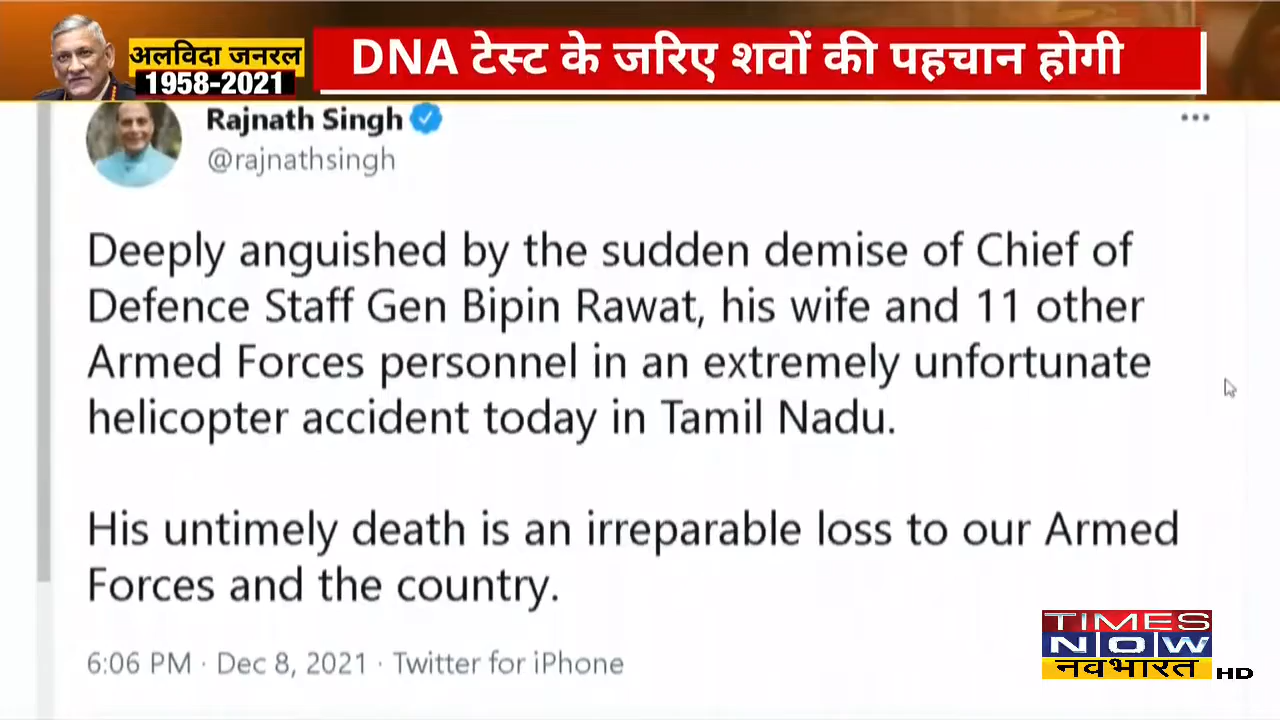 अलविदा जनरल
1958-2021
DNA टेस्ट के जरिए शवों की पहचान होगी
Rajnath Singh
@rajnathsingh
Deeply anguished by the sudden demise of Chief of
Defence Staff Gen Bipin Rawat, his wife and 11 other
Armed Forces personnel in an extremely unfortunate
helicopter accident today in Tamil Nadu.
His untimely death is an irreparable loss to our Armed
Forces and the country.
6:06 PM · Dec 8, 2021 · Twitter for iPhone
TIMES
NOW
नवभारत HD